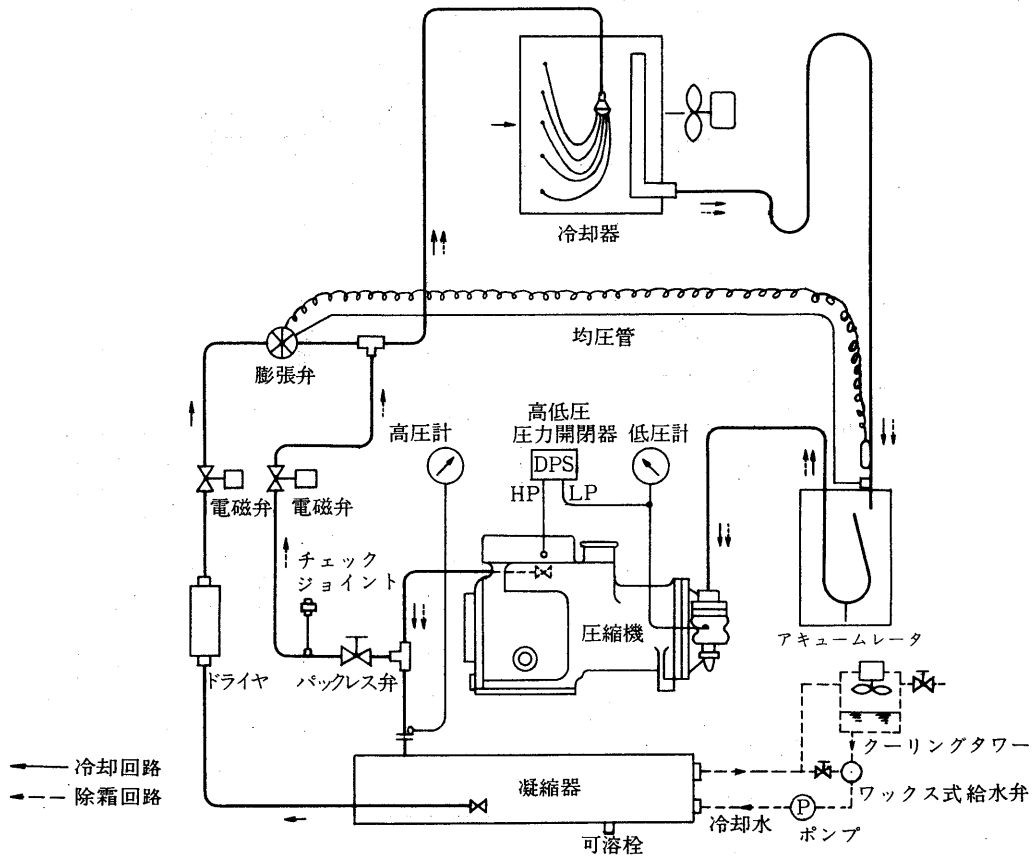 冷却器
均圧管
膨張弁
高圧計
高低圧
圧力開閉器
低圧計
DPS
HP
LP
電磁弁
電磁弁
チェック
ジョイント
圧縮機
アキュームレータ
ドライヤ
パックレス弁
クーリングタワー
冷却回路
除霜回路
凝縮器
ワックス式給水弁
冷却水
P
ポンプ
可溶栓